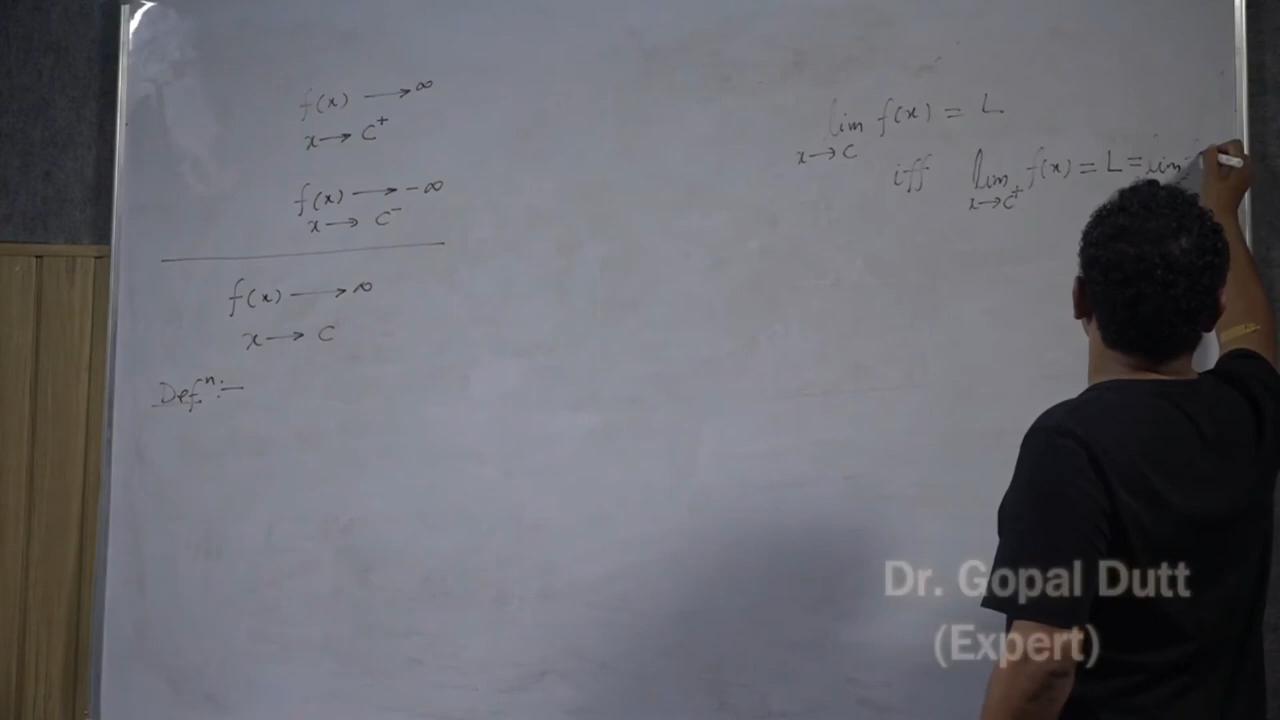 f(x) ⟶ ∞
x → C⁺
f(x) ⟶ -∞
x → C⁻
f(x) ⟶ ∞
x → C
Defⁿ:-
lim f(x) = L
x→C
iff lim f(x) = L = lim
x→C⁺
Dr. Gopal Dutt
(Expert)